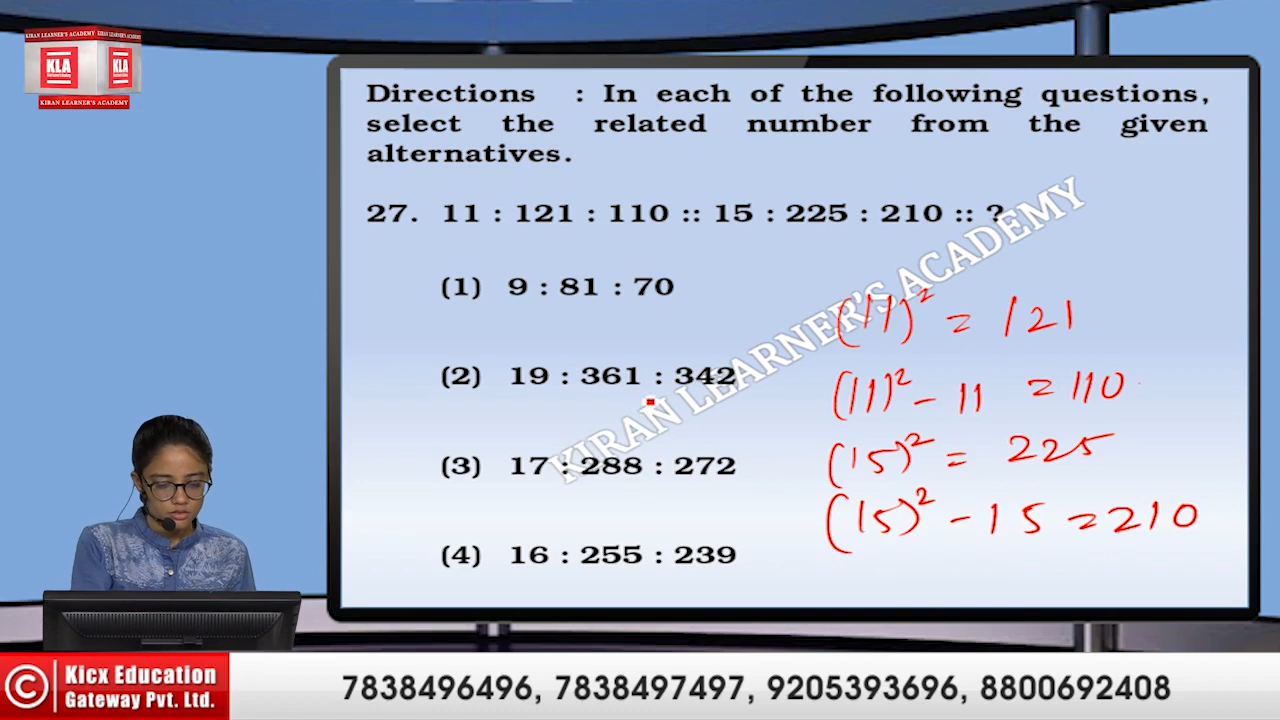 KIRAN LEARNER'S ACADEMY KIRAN LEARNER'S ACADEMY
KLA
KLA
KIRAN LEARNER'S ACADEMY
Directions : In each of the following questions,
select the related number from the given
alternatives.
27. 11 : 121 : 110 :: 15 : 225 : 210 :: ?
(1) 9 : 81 : 70
(2) 19 : 361 : 342
(3) 17 : 288 : 272
(4) 16 : 255 : 239
(11)² = 121
(11)² - 11 = 110
(15)² = 225
(15)² - 15 = 210
KIRAN LEARNER'S ACADEMY
© Kicx Education
Gateway Pvt. Ltd.
7838496496, 7838497497, 9205393696, 8800692408